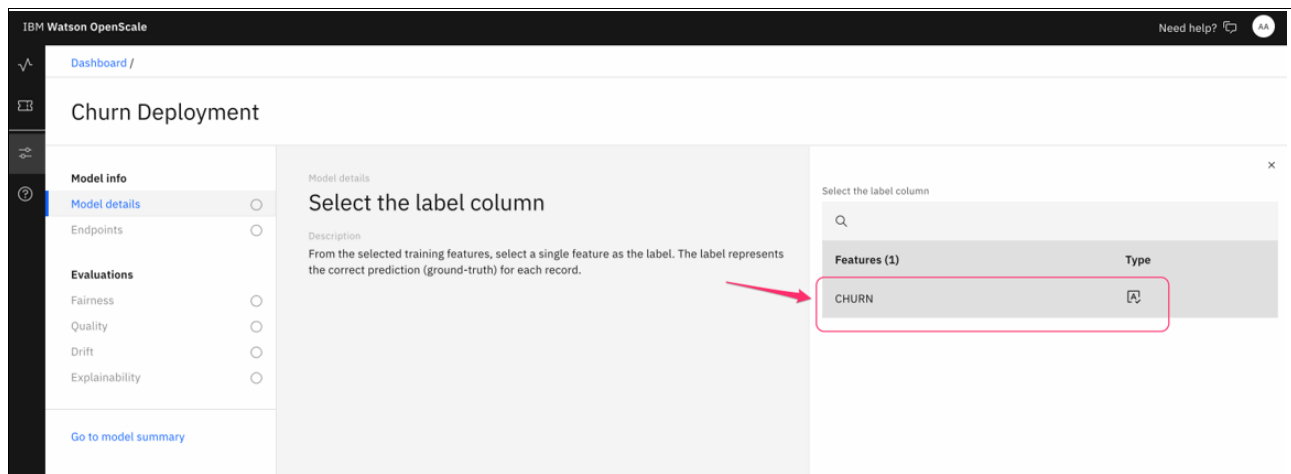 IBM Watson OpenScale
Need help?
AA
Dashboard /
Churn Deployment
Model info
Model details
Endpoints
Evaluations
Fairness
Quality
Drift
Explainability
Go to model summary
Model details
Select the label column
Description
From the selected training features, select a single feature as the label. The label represents
the correct prediction (ground-truth) for each record.
Select the label column
Features (1)
Type
CHURN
A